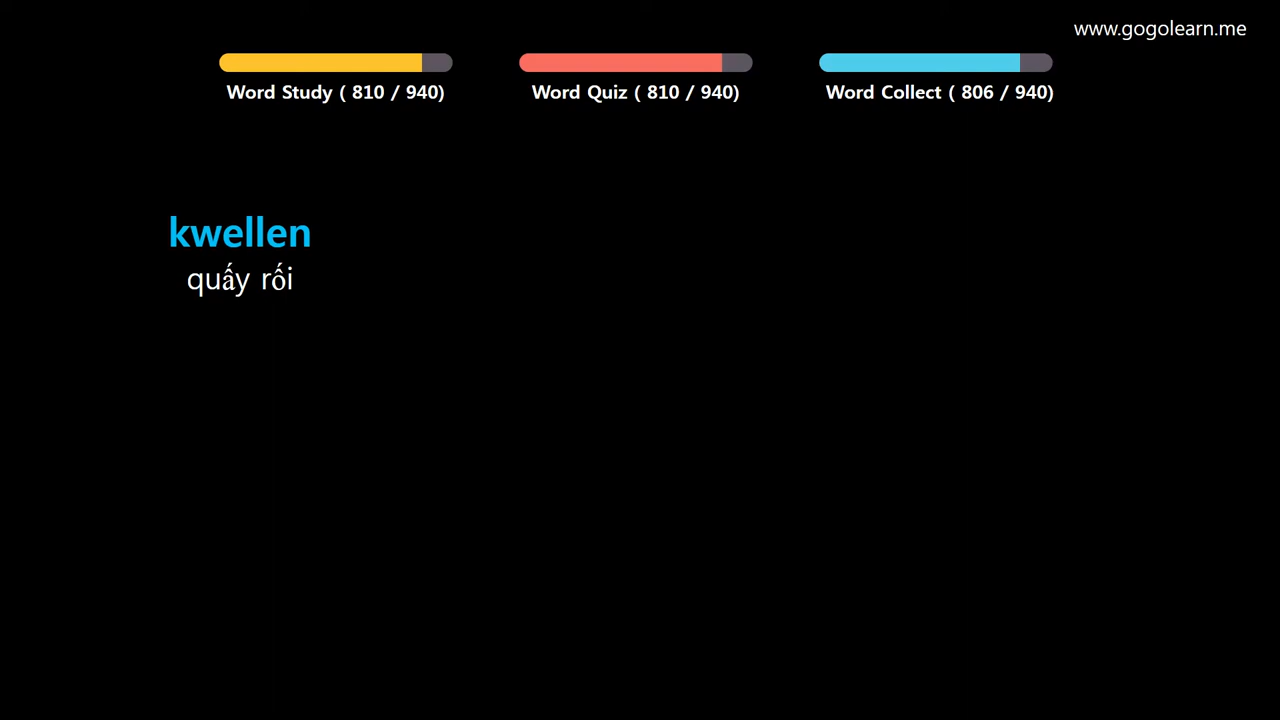 www.gogolearn.me
Word Study ( 810 / 940)
Word Quiz ( 810 / 940)
Word Collect ( 806 / 940)
kwellen
quấy rối